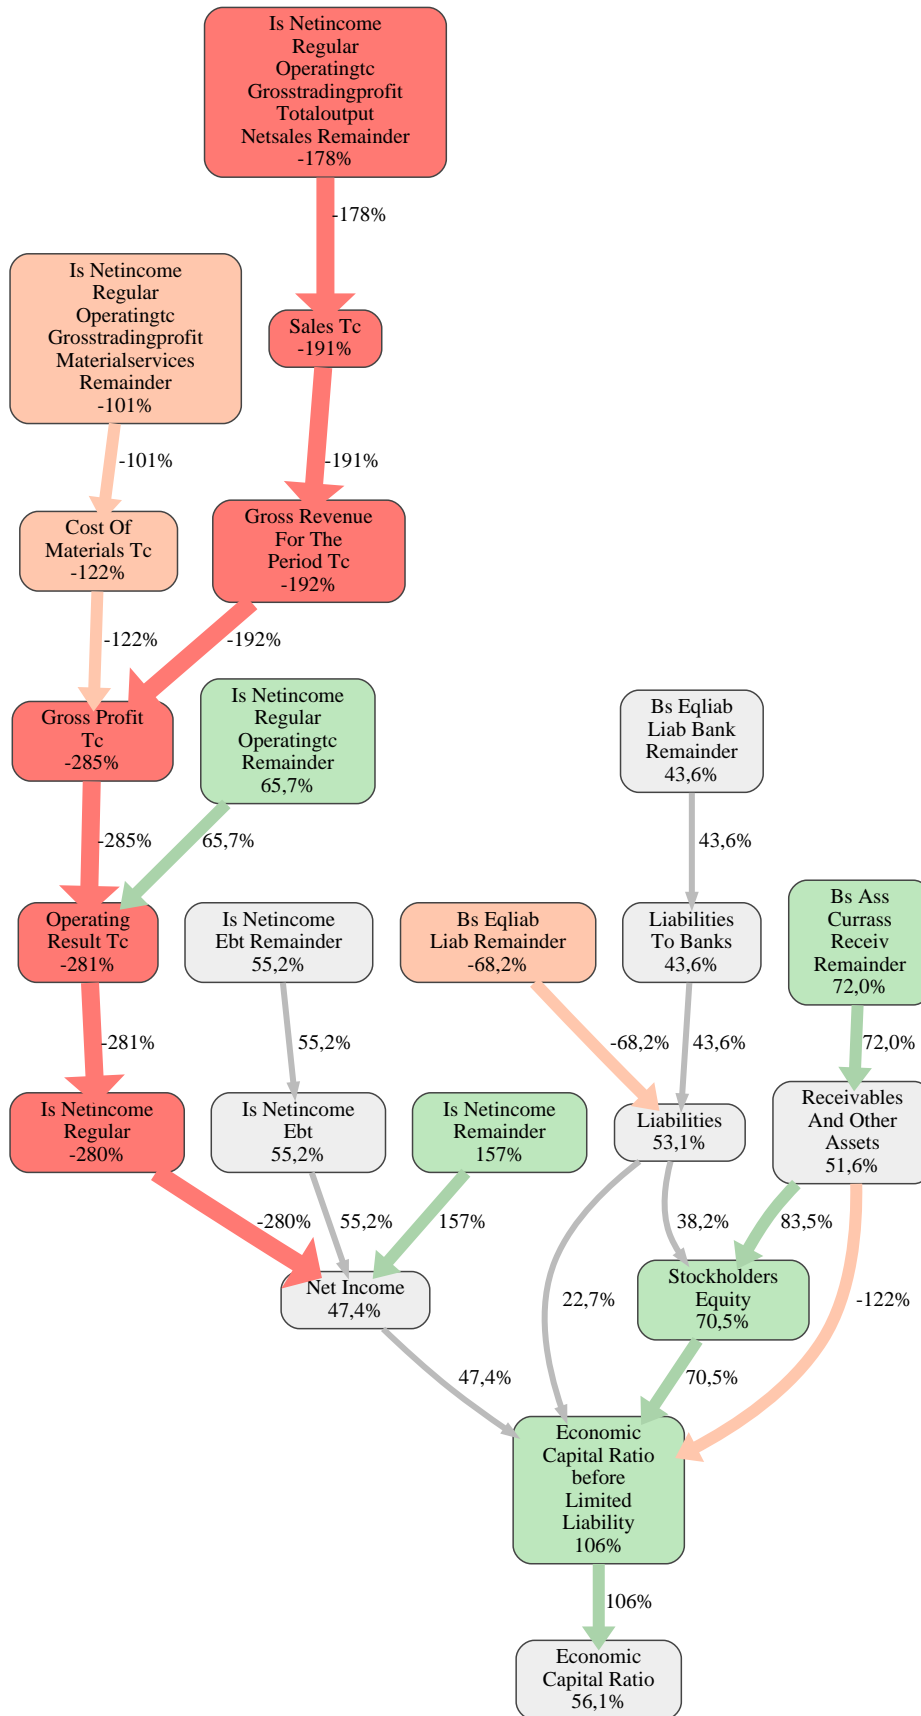 Is Netincome
Regular
Operatingtc
Grosstradingprofit
Totaloutput
Netsales Remainder
-178%
-178%
Is Netincome
Regular
Operatingtc
Grosstradingprofit
Materialservices
Remainder
-101%
Sales Tc
-191%
-101%
-191%
Cost Of
Materials Tc
-122%
Gross Revenue
For The
Period Tc
-192%
-122%
-192%
Gross Profit
Tc
-285%
Is Netincome
Regular
Operatingtc
Remainder
65,7%
Bs Eqliab
Liab Bank
Remainder
43,6%
-285%
65,7%
43,6%
Operating
Result Tc
-281%
Is Netincome
Ebt Remainder
55,2%
Bs Eqliab
Liab Remainder
-68,2%
Liabilities
To Banks
43,6%
Bs Ass
Currass
Receiv
Remainder
72,0%
-281%
55,2%
-68,2%
43,6%
72,0%
Is Netincome
Regular
-280%
Is Netincome
Ebt
55,2%
Is Netincome
Remainder
157%
Liabilities
53,1%
Receivables
And Other
Assets
51,6%
-280%
55,2%
157%
38,2%
83,5%
Net Income
47,4%
22,7%
Stockholders
Equity
70,5%
-122%
47,4%
70,5%
Economic
Capital Ratio
before
Limited
Liability
106%
106%
Economic
Capital Ratio
56,1%